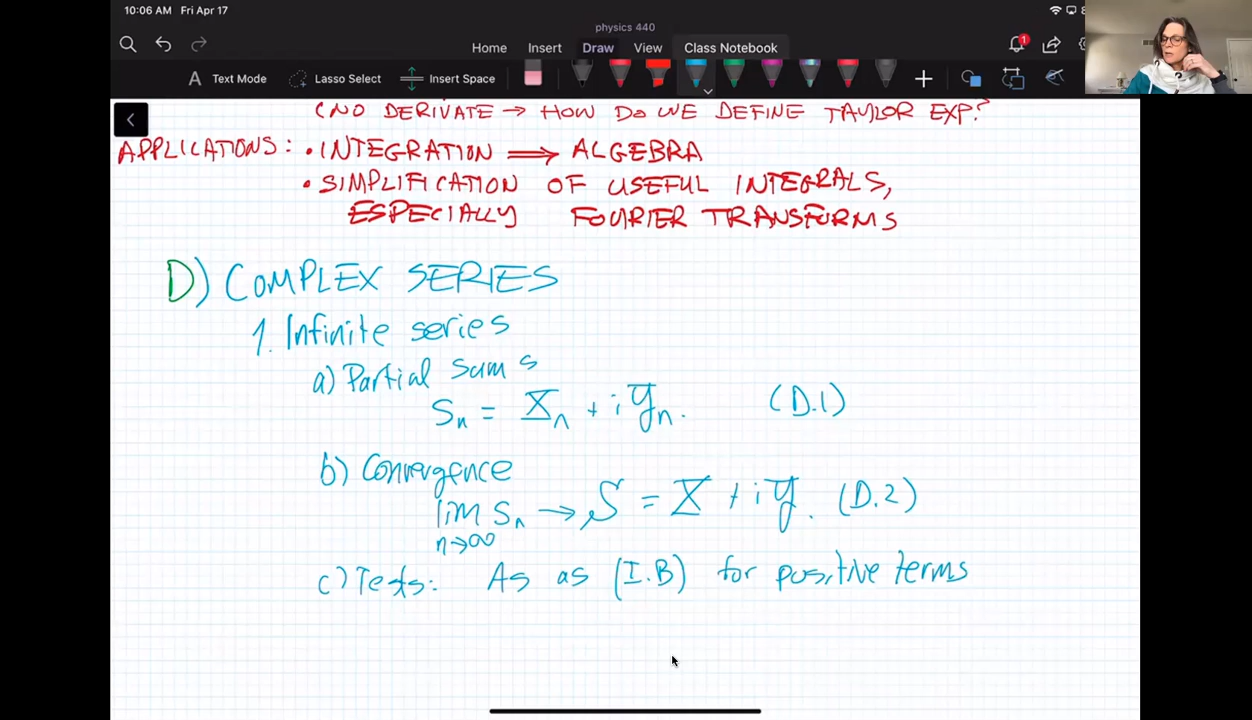 10:06 AM Fri Apr 17
physics 440
Home Insert Draw View Class Notebook
1
Text Mode Lasso Select Insert Space
(NO DERIVATE → HOW DO WE DEFINE TAYLOR EXP?
APPLICATIONS: • INTEGRATION ⟹ ALGEBRA
• SIMPLIFICATION OF USEFUL INTEGRALS,
ESPECIALLY FOURIER TRANSFORMS
D) COMPLEX SERIES
1. Infinite series
a) Partial sums
Sn = Xn + i Yn. (D.1)
b) Convergence
lim Sn → S = X + i Y. (D.2)
n→∞
c) Tests: As as (I.B) for positive terms